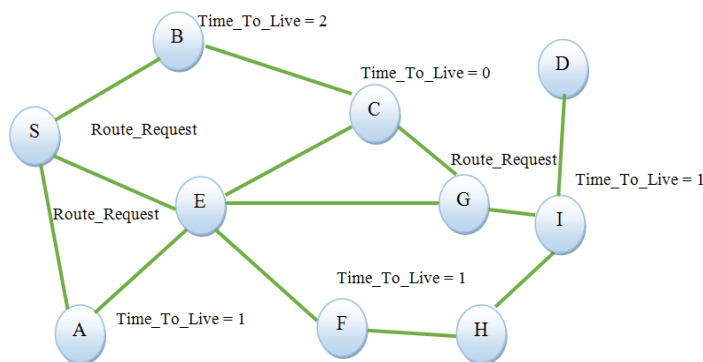 Time_To_Live = 2
B
D
Time_To_Live = 0
C
S
Route_Request
Route_Request
Time_To_Live = 1
E
G
I
Route_Request
Time_To_Live = 1
A
Time_To_Live = 1
F
H